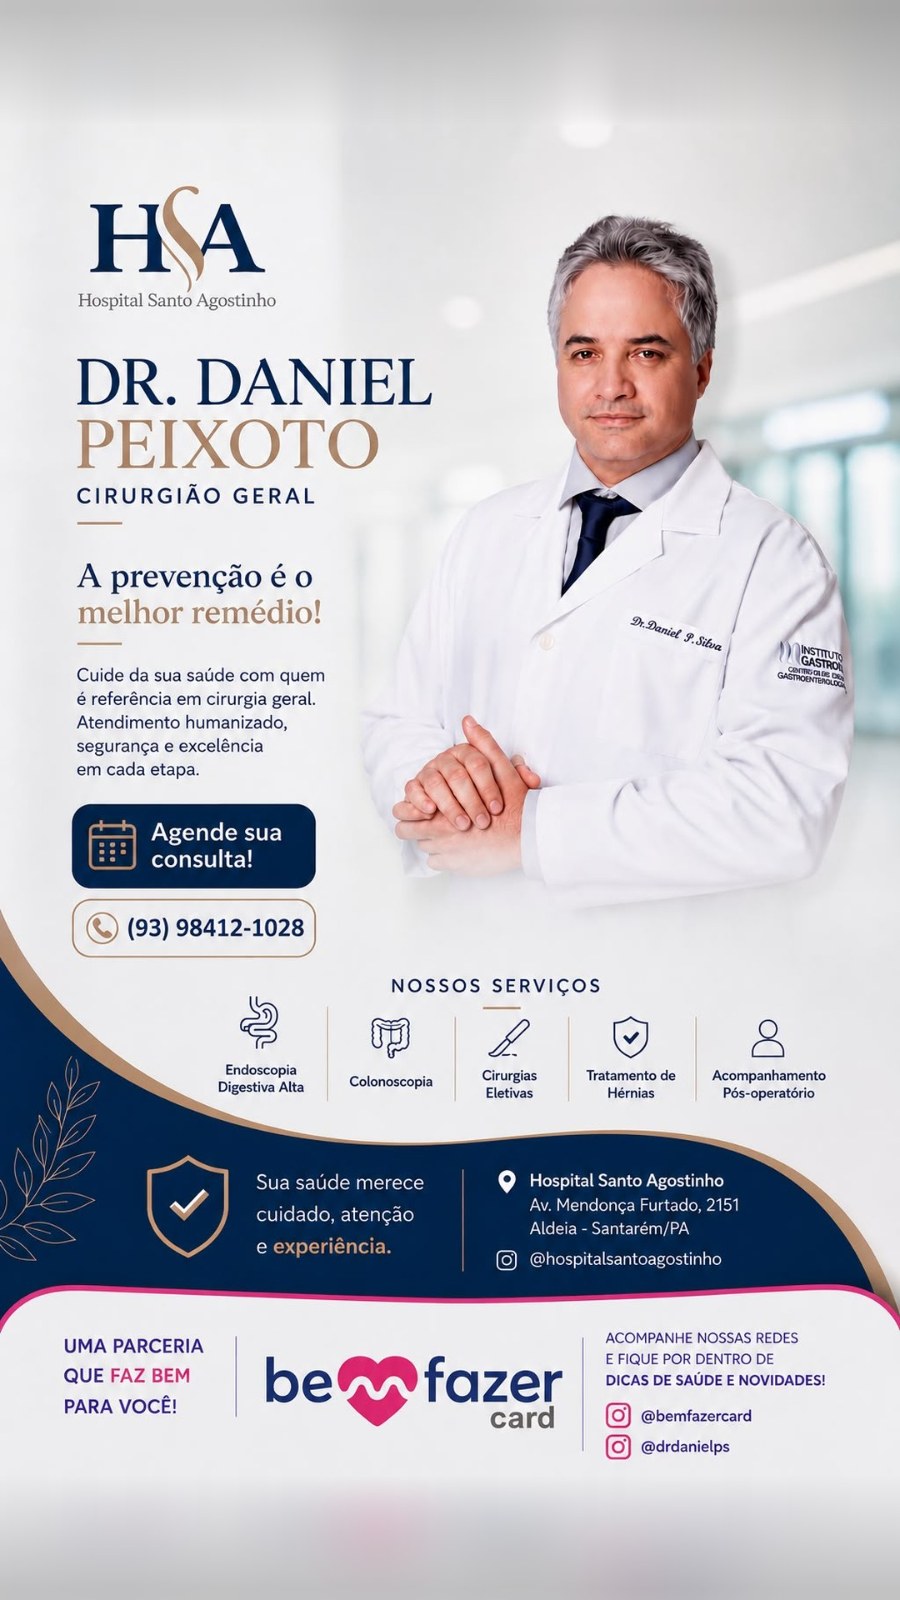 HSA
Hospital Santo Agostinho
DR. DANIEL
PEIXOTO
CIRURGIÃO GERAL
A prevenção é o
melhor remédio!
Cuide da sua saúde com quem
é referência em cirurgia geral.
Atendimento humanizado,
segurança e excelência
em cada etapa.
Agende sua
consulta!
(93) 98412-1028
Dr. Daniel P. Silva
INSTITUTO
NOSSOS SERVIÇOS
Endoscopia
Digestiva Alta
Colonoscopia
Cirurgias
Eletivas
Tratamento de
Hérnias
Acompanhamento
Pós-operatório
Sua saúde merece
cuidado, atenção
e experiência.
Hospital Santo Agostinho
Av. Mendonça Furtado, 2151
Aldeia - Santarém/PA
@hospitalsantoagostinho
UMA PARCERIA
QUE FAZ BEM
PARA VOCÊ!
bem fazer
card
ACOMPANHE NOSSAS REDES
E FIQUE POR DENTRO DE
DICAS DE SAÚDE E NOVIDADES!
@bemfazercard
@drdanielps